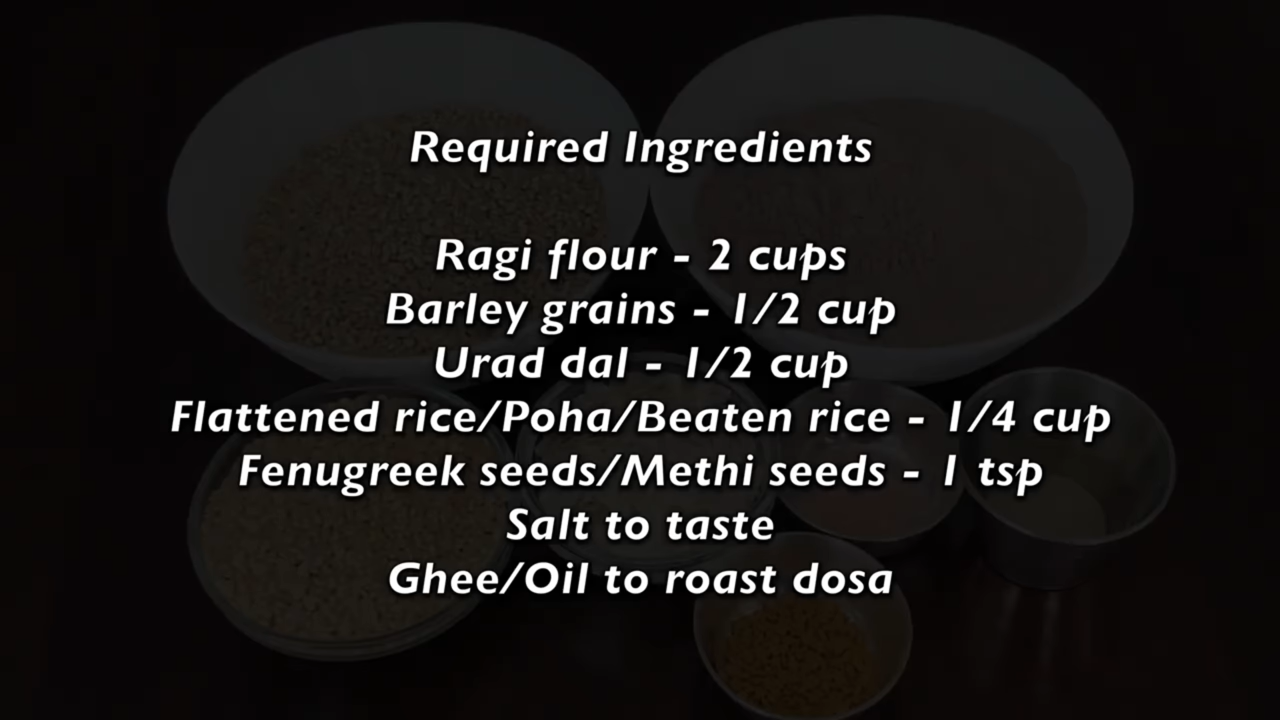 Required Ingredients
Ragi flour - 2 cups
Barley grains - 1/2 cup
Urad dal - 1/2 cup
Flattened rice/Poha/Beaten rice - 1/4 cup
Fenugreek seeds/Methi seeds - 1 tsp
Salt to taste
Ghee/Oil to roast dosa